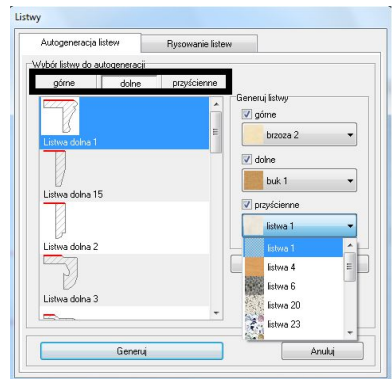 Listwy
Autogeneracja listew
Rysowanie listew
Wybór listwy do autogeneracji
górne
dolne
przyścienne
Listwa dolna 1
Listwa dolna 15
Listwa dolna 2
Listwa dolna 3
Generuj listwy
górne
brzoza 2
dolne
buk 1
przyścienne
listwa 1
listwa 1
listwa 4
listwa 6
listwa 20
listwa 23
Generuj
Anuluj